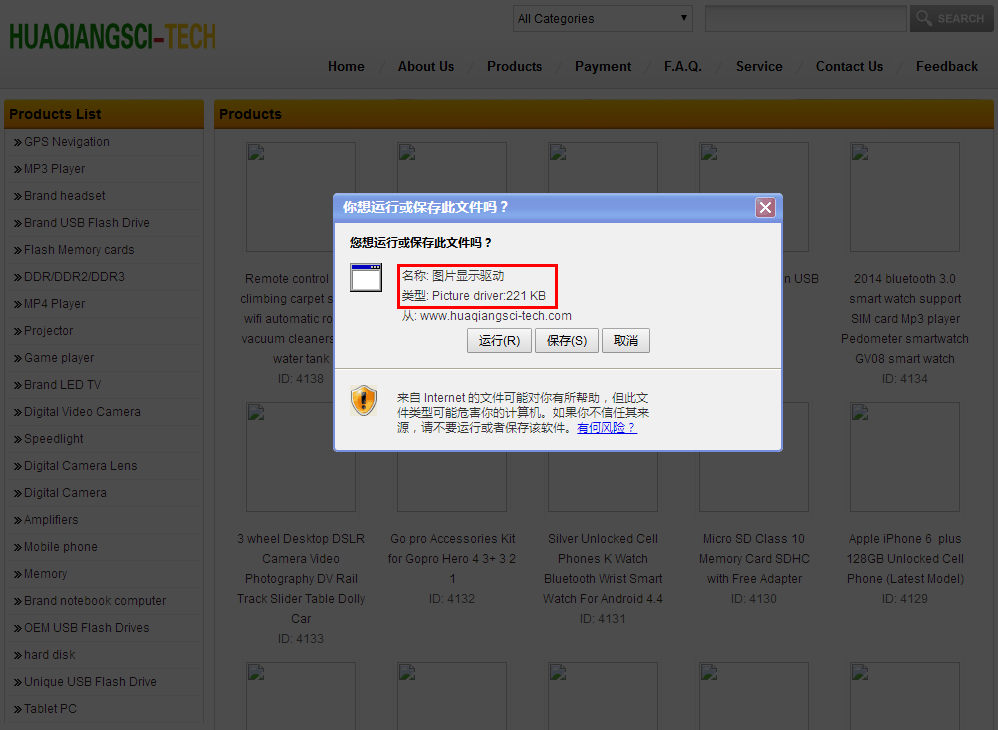 All Categories
SEARCH
HUAQIANGSCI-TECH
Home
About Us
Products
Payment
F.A.Q.
Service
Contact Us
Feedback
Products List
GPS Nevigation
MP3 Player
Brand headset
Brand USB Flash Drive
Flash Memory cards
DDR/DDR2/DDR3
MP4 Player
Projector
Game player
Brand LED TV
Digital Video Camera
Speedlight
Digital Camera Lens
Digital Camera
Amplifiers
Mobile phone
Memory
Brand notebook computer
OEM USB Flash Drives
hard disk
Unique USB Flash Drive
Tablet PC
Products
Remote control
climbing carpet s
wifi automatic ro
vacuum cleaners
water tank
ID: 4138
n USB
2014 bluetooth 3.0
smart watch support
SIM card Mp3 player
Pedometer smartwatch
GV08 smart watch
ID: 4134
你想运行或保存此文件吗？
您想运行或保存此文件吗？
名称: 图片显示驱动
类型: Picture driver:221 KB
从: www.huaqiangsci-tech.com
运行(R)
保存(S)
取消
来自 Internet 的文件可能对你有所帮助，但此文
件类型可能危害你的计算机。如果你不信任其来
源，请不要运行或者保存该软件。有何风险？
3 wheel Desktop DSLR
Camera Video
Photography DV Rail
Track Slider Table Dolly
Car
ID: 4133
Go pro Accessories Kit
for Gopro Hero 4 3+ 3 2
1
ID: 4132
Silver Unlocked Cell
Phones K Watch
Bluetooth Wrist Smart
Watch For Android 4.4
ID: 4131
Micro SD Class 10
Memory Card SDHC
with Free Adapter
ID: 4130
Apple iPhone 6 plus
128GB Unlocked Cell
Phone (Latest Model)
ID: 4129